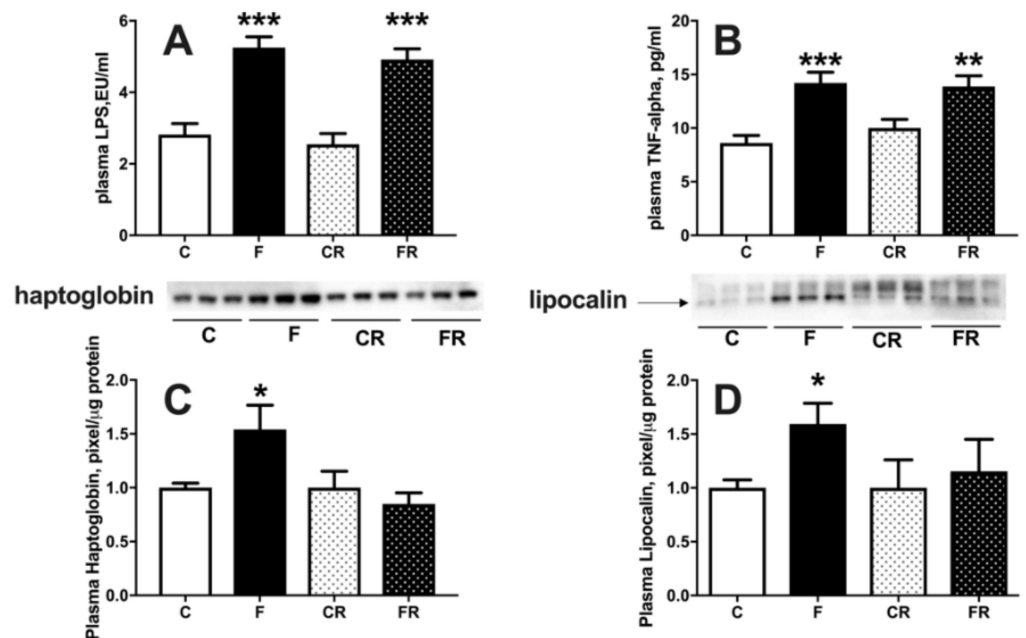 A
plasma LPS,EU/ml
6
4
2
0
***
***
C F CR FR
B
plasma TNF-alpha, pg/ml
20
15
10
5
0
***
**
C F CR FR
haptoglobin
C F CR FR
lipocalin
C F CR FR
C
Plasma Haptoglobin, pixel/µg protein
2.0
1.5
1.0
0.5
0.0
*
C F CR FR
D
Plasma Lipocalin, pixel/µg protein
2.0
1.5
1.0
0.5
0.0
*
C F CR FR